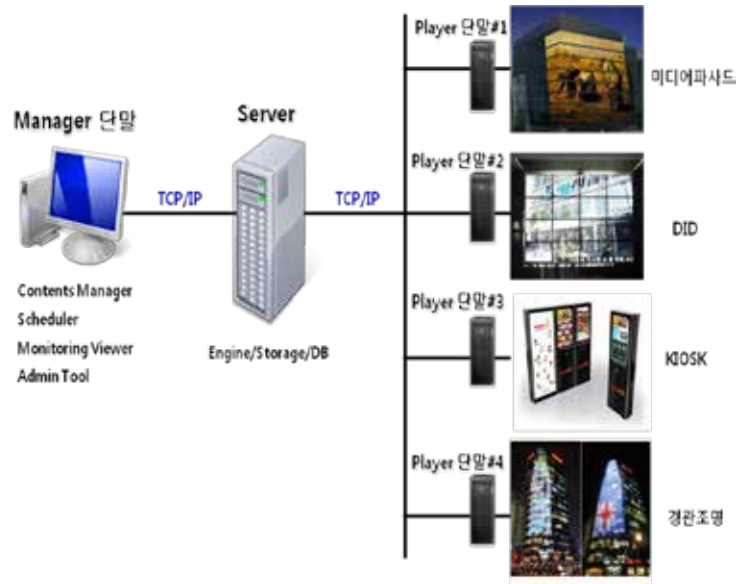 Manager 단말
TCP/IP
Contents Manager
Scheduler
Monitoring Viewer
Admin Tool
Server
TCP/IP
Engine/Storage/DB
Player 단말#1
미디어파사드
Player 단말#2
DID
Player 단말#3
KIOSK
Player 단말#4
경관조명